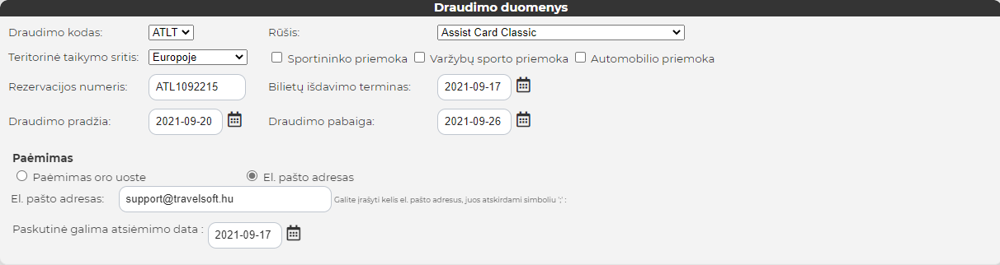 Draudimo duomenys
Draudimo kodas: ATLT Rūšis: Assist Card Classic
Teritorinė taikymo sritis: Europoje Sportininko priemoka Varžybų sporto priemoka Automobilio priemoka
Rezervacijos numeris: ATL1092215 Bilietų išdavimo terminas: 2021-09-17
Draudimo pradžia: 2021-09-20 Draudimo pabaiga: 2021-09-26
Paėmimas
Paėmimas oro uoste El. pašto adresas
El. pašto adresas: support@travelsoft.hu Galite įrašyti kelis el. pašto adresus, juos atskirdami simboliu ';' :
Paskutinė galima atsiėmimo data : 2021-09-17